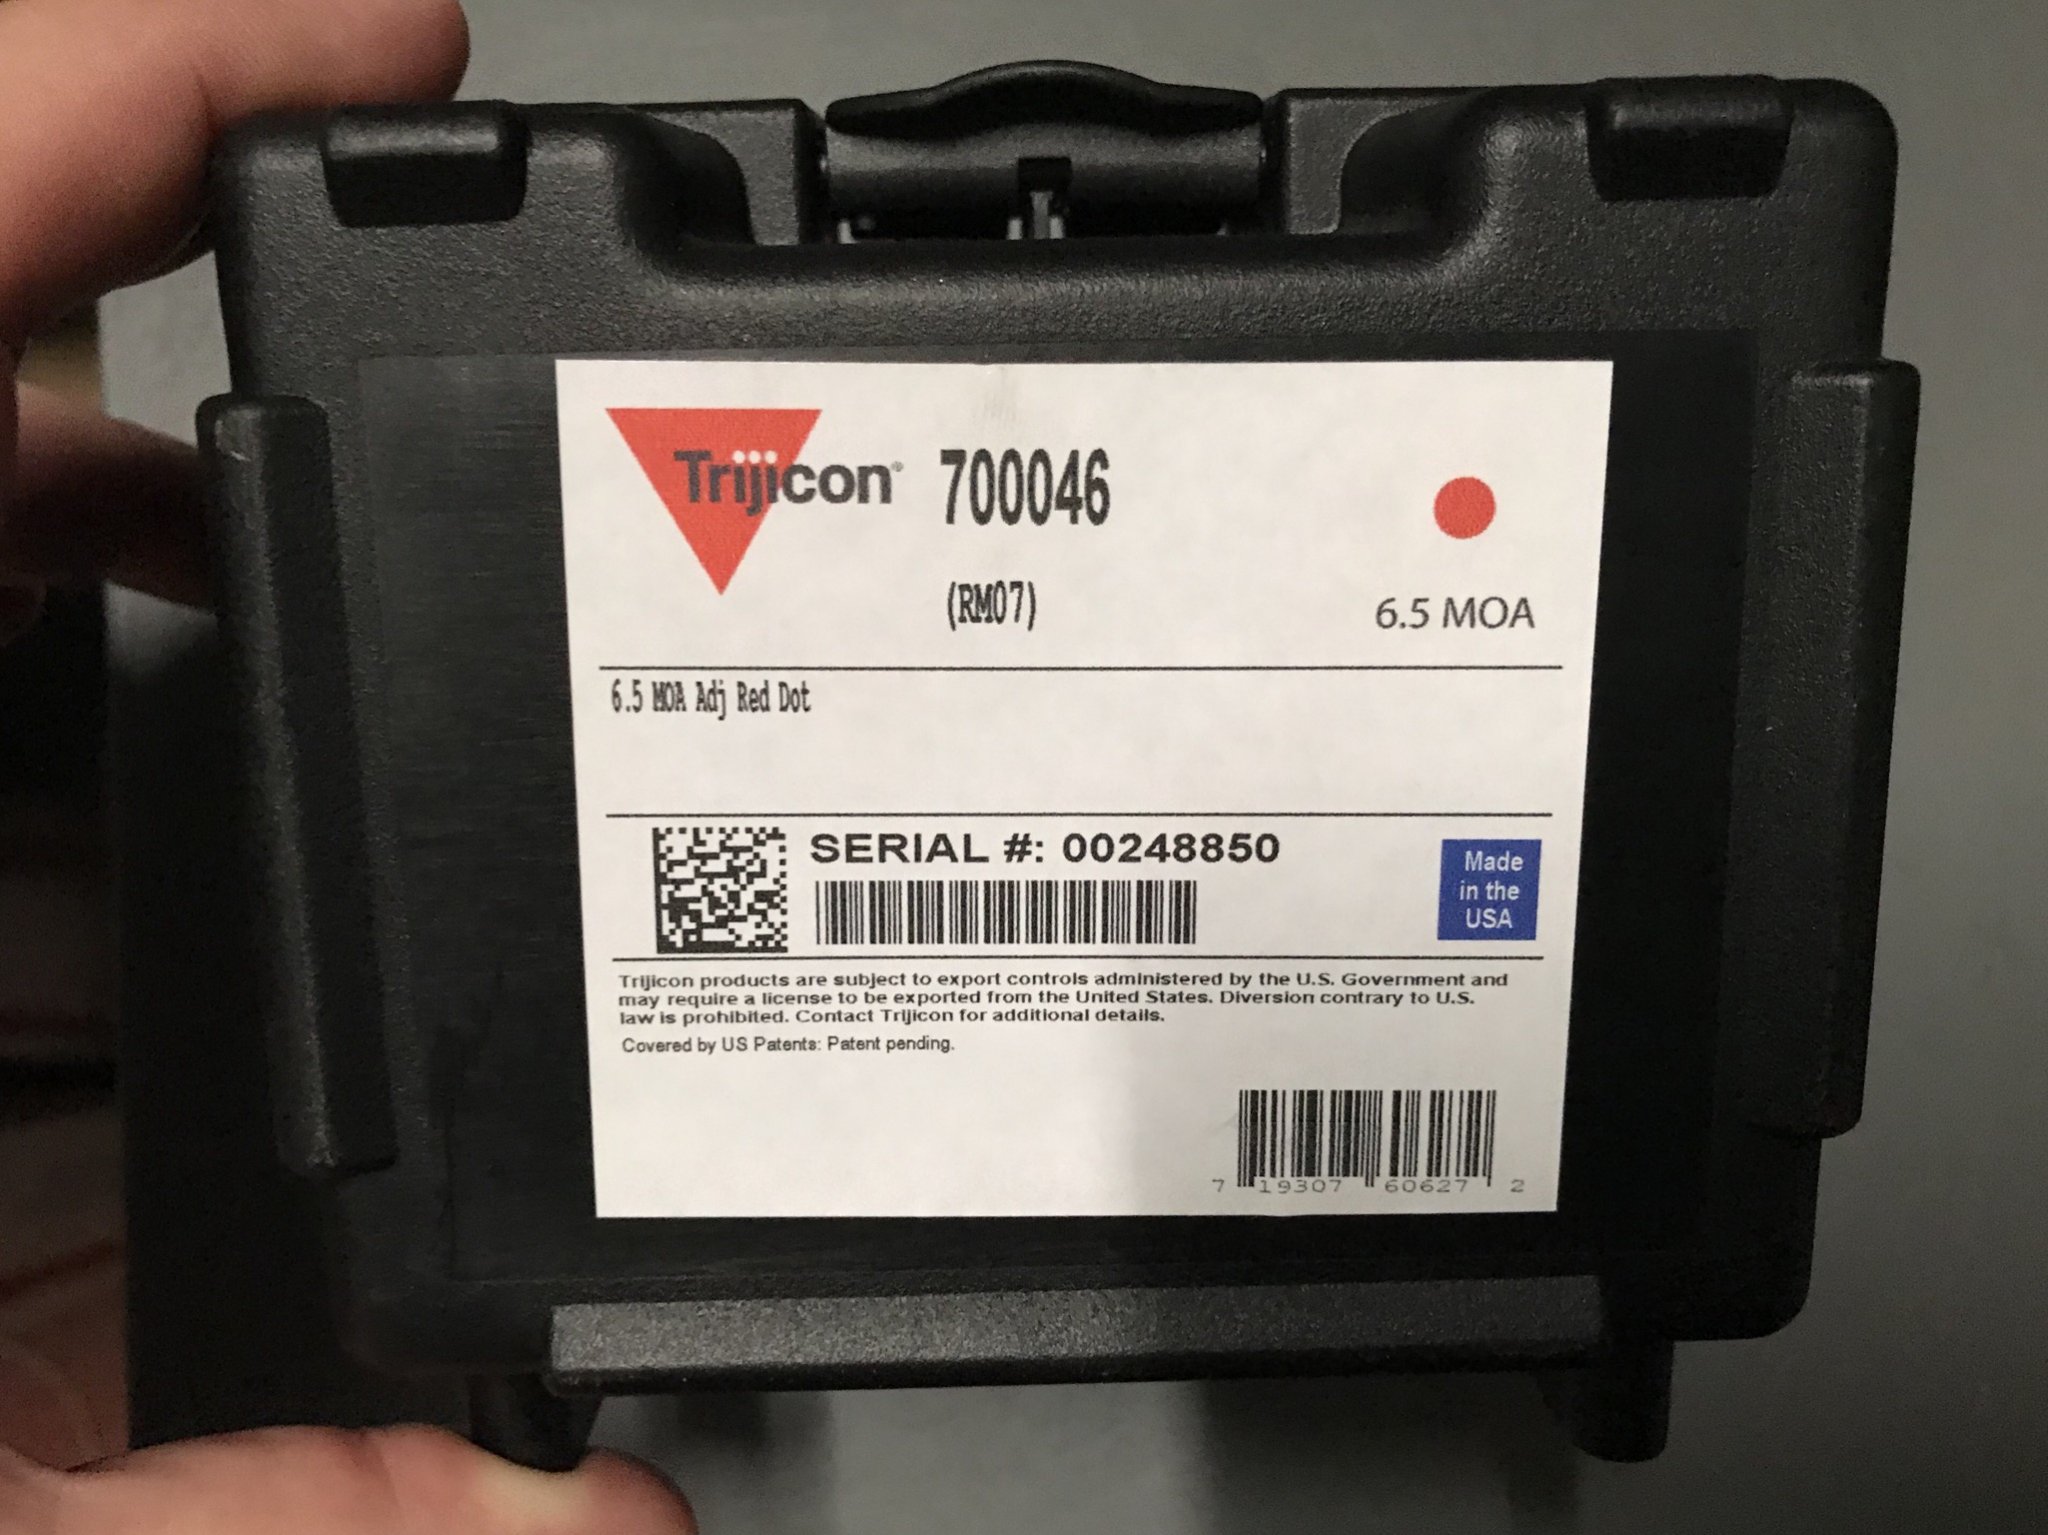 Trijicon® 700046
(RM07)
6.5 MOA
6.5 MOA Adj Red Dot
SERIAL #: 00248850
Made
in the
USA
Trijicon products are subject to export controls administered by the U.S. Government and
may require a license to be exported from the United States. Diversion contrary to U.S.
law is prohibited. Contact Trijicon for additional details.
Covered by US Patents: Patent pending.
7 19307 60627 2